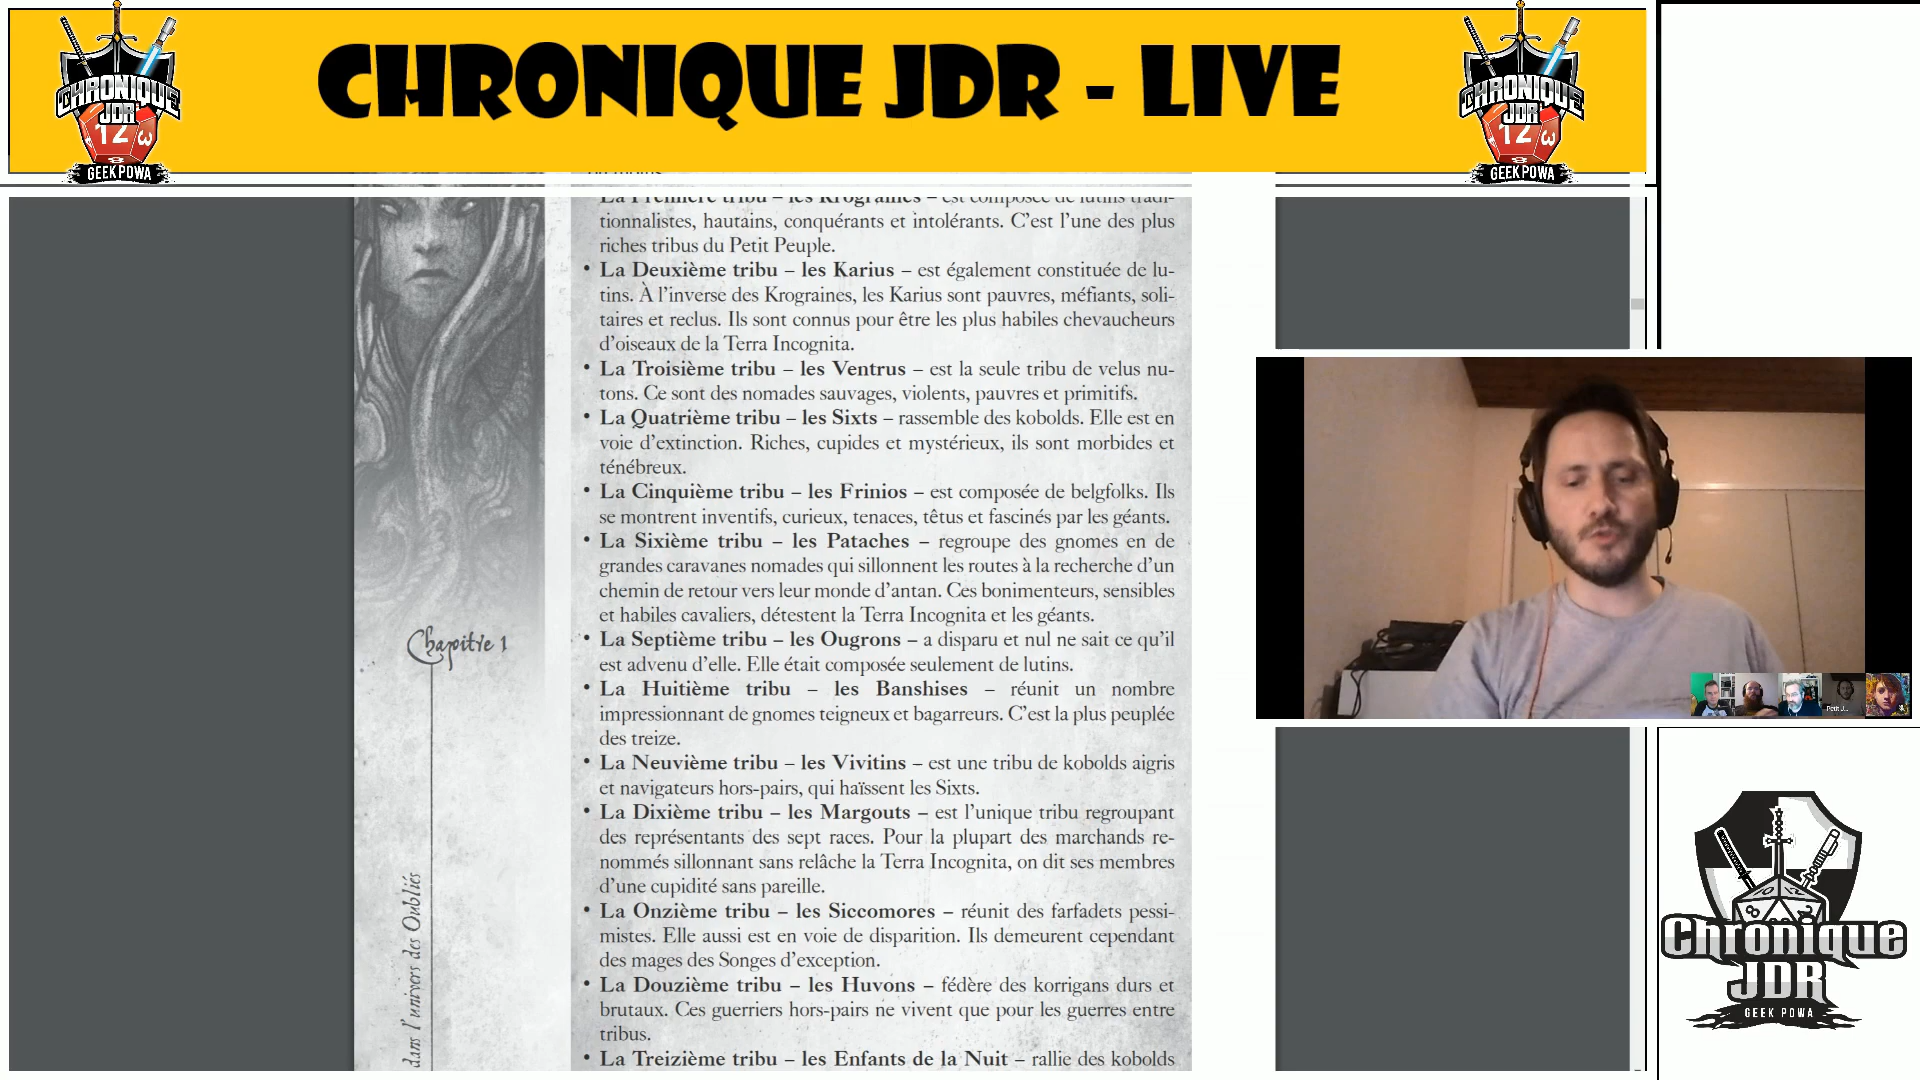 CHRONIQUE JDR - LIVE
CHRONIQUE
JDR
12
GEEK POWA
CHRONIQUE
JDR
12
GEEK POWA
La Première tribu – les Krograines – est composée de lutins tradi-
tionnalistes, hautains, conquérants et intolérants. C’est l’une des plus
riches tribus du Petit Peuple.
• La Deuxième tribu – les Karius – est également constituée de lu-
tins. À l’inverse des Krograines, les Karius sont pauvres, méfiants, soli-
taires et reclus. Ils sont connus pour être les plus habiles chevaucheurs
d’oiseaux de la Terra Incognita.
• La Troisième tribu – les Ventrus – est la seule tribu de velus nu-
tons. Ce sont des nomades sauvages, violents, pauvres et primitifs.
• La Quatrième tribu – les Sixts – rassemble des kobolds. Elle est en
voie d’extinction. Riches, cupides et mystérieux, ils sont morbides et
ténébreux.
• La Cinquième tribu – les Frinios – est composée de belgfolks. Ils
se montrent inventifs, curieux, tenaces, têtus et fascinés par les géants.
• La Sixième tribu – les Pataches – regroupe des gnomes en de
grandes caravanes nomades qui sillonnent les routes à la recherche d’un
chemin de retour vers leur monde d’antan. Ces bonimenteurs, sensibles
et habiles cavaliers, détestent la Terra Incognita et les géants.
• La Septième tribu – les Ougrons – a disparu et nul ne sait ce qu’il
est advenu d’elle. Elle était composée seulement de lutins.
• La Huitième tribu – les Banshises – réunit un nombre
impressionnant de gnomes teigneux et bagarreurs. C’est la plus peuplée
des treize.
• La Neuvième tribu – les Vivitins – est une tribu de kobolds aigris
et navigateurs hors-pairs, qui haïssent les Sixts.
• La Dixième tribu – les Margouts – est l’unique tribu regroupant
des représentants des sept races. Pour la plupart des marchands re-
nommés sillonnant sans relâche la Terra Incognita, on dit ses membres
d’une cupidité sans pareille.
• La Onzième tribu – les Siccomores – réunit des farfadets pessi-
mistes. Elle aussi est en voie de disparition. Ils demeurent cependant
des mages des Songes d’exception.
• La Douzième tribu – les Huvons – fédère des korrigans durs et
brutaux. Ces guerriers hors-pairs ne vivent que pour les guerres entre
tribus.
• La Treizième tribu – les Enfants de la Nuit – rallie des kobolds
Chapitre 1
dans l’univers des Oubliés
Petit J...
Chronique
JDR
GEEK POWA